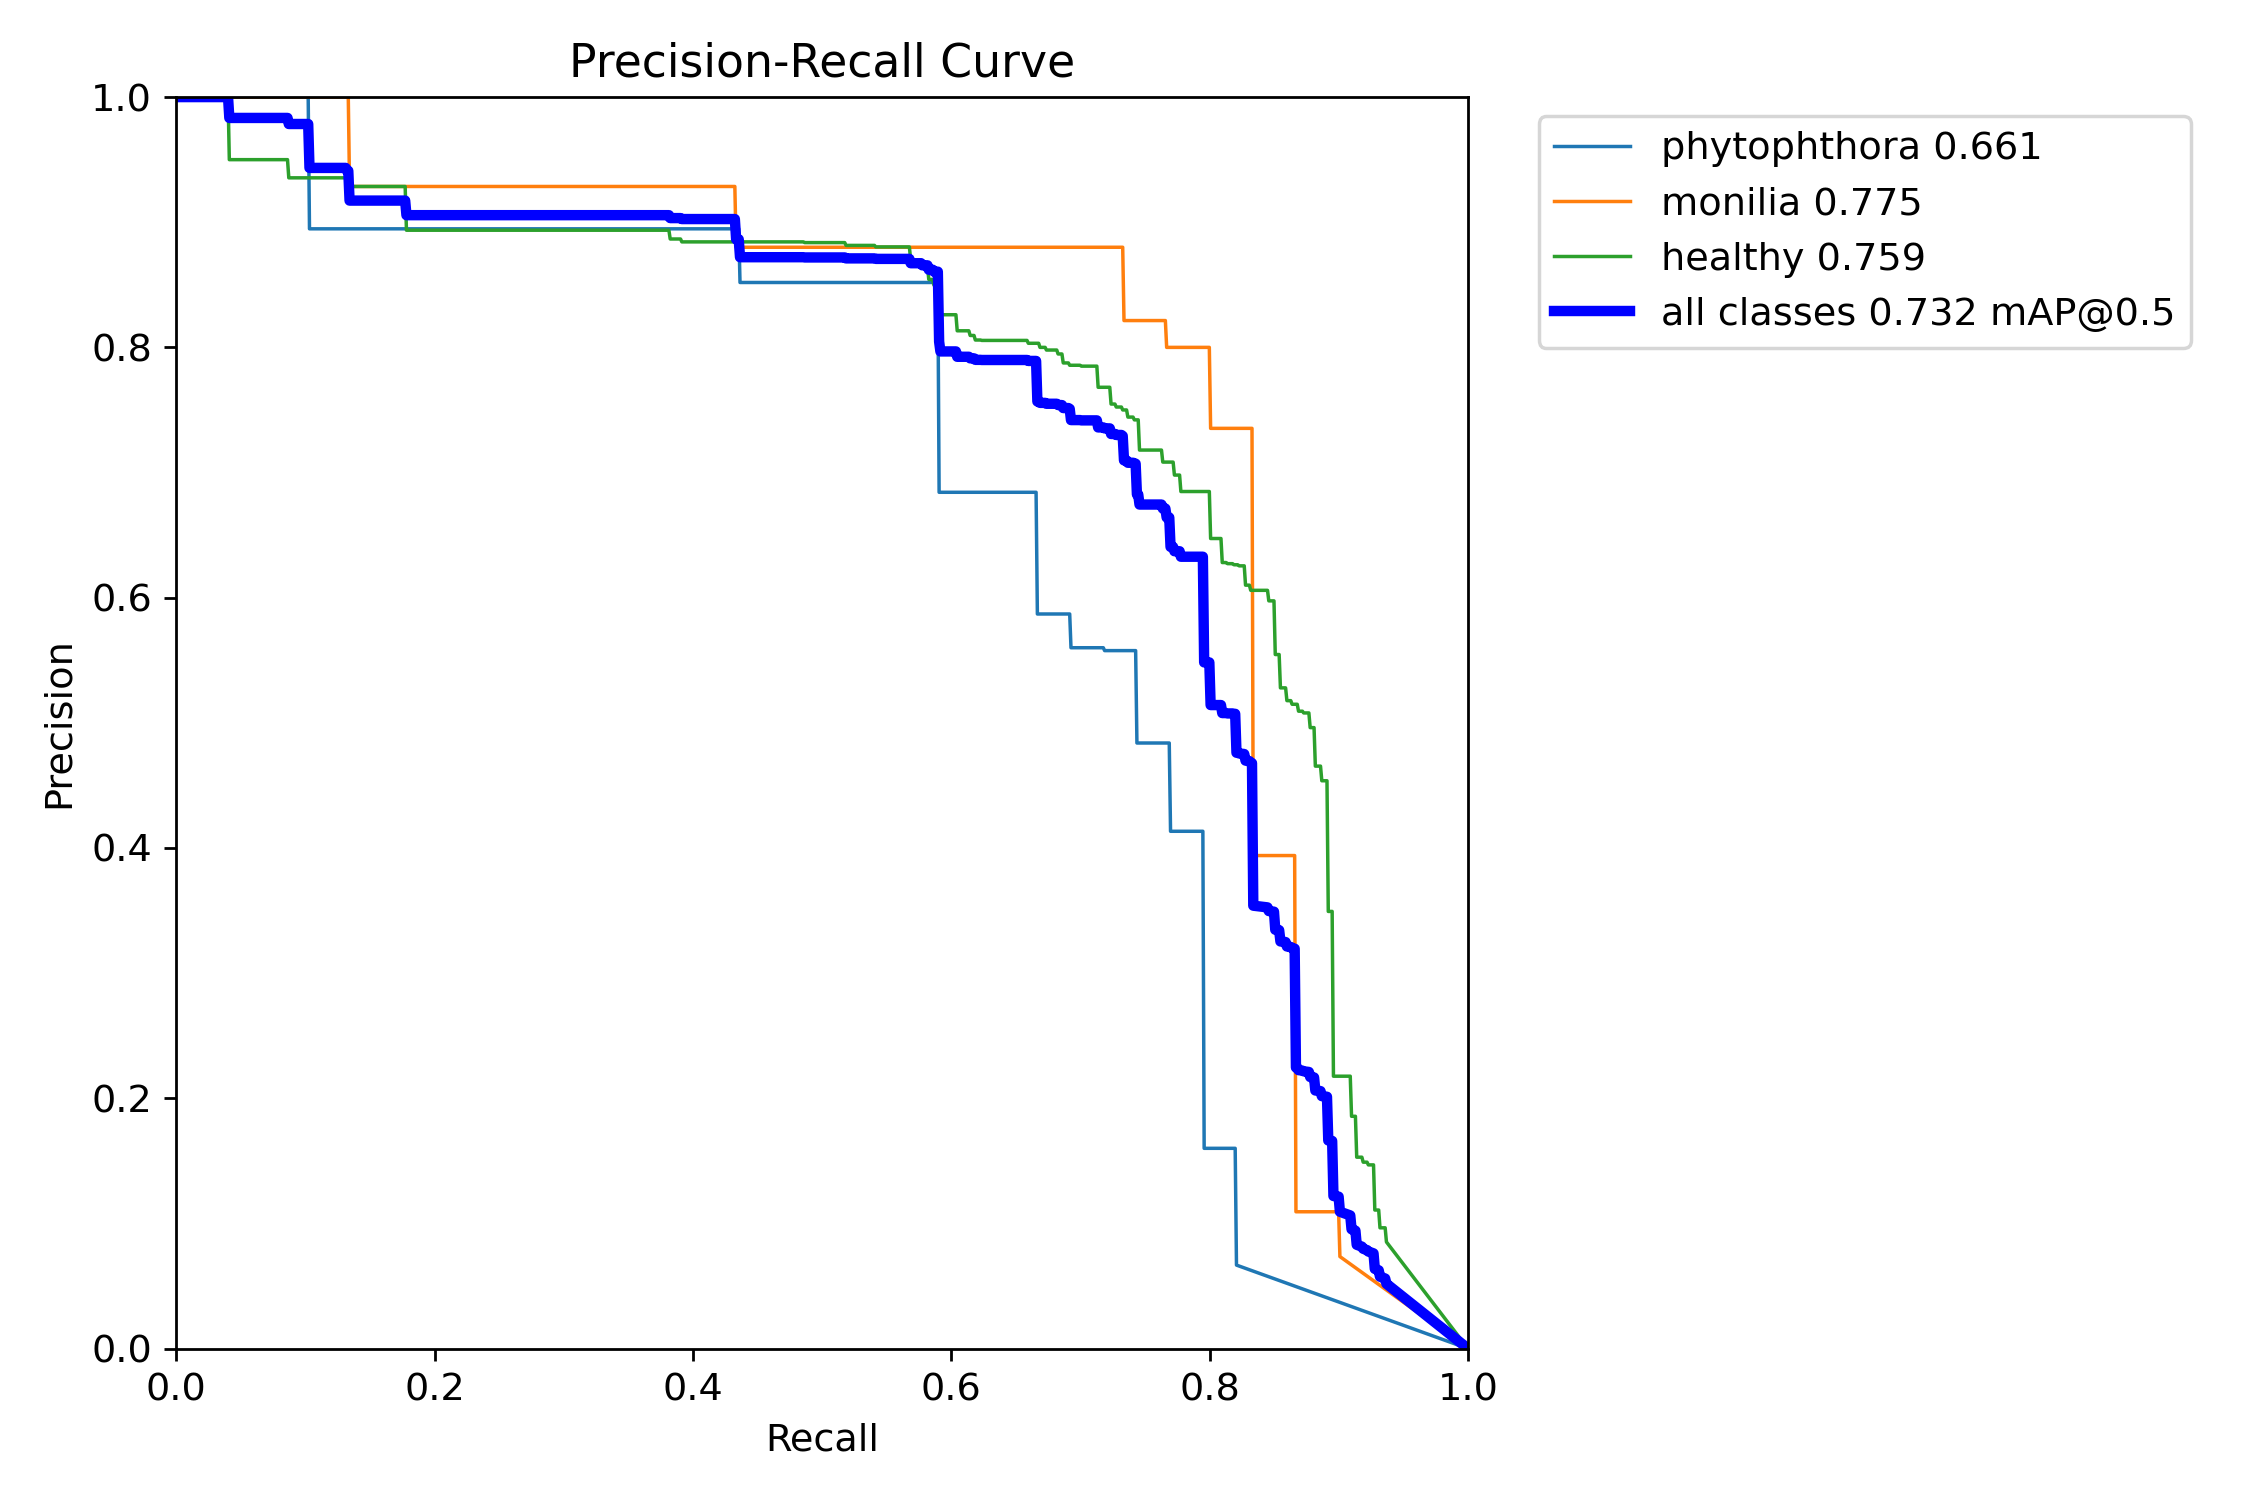 Precision-Recall Curve
1.0
0.8
0.6
0.4
0.2
0.0
Precision
0.0 0.2 0.4 0.6 0.8 1.0
Recall
phytophthora 0.661
monilia 0.775
healthy 0.759
all classes 0.732 mAP@0.5